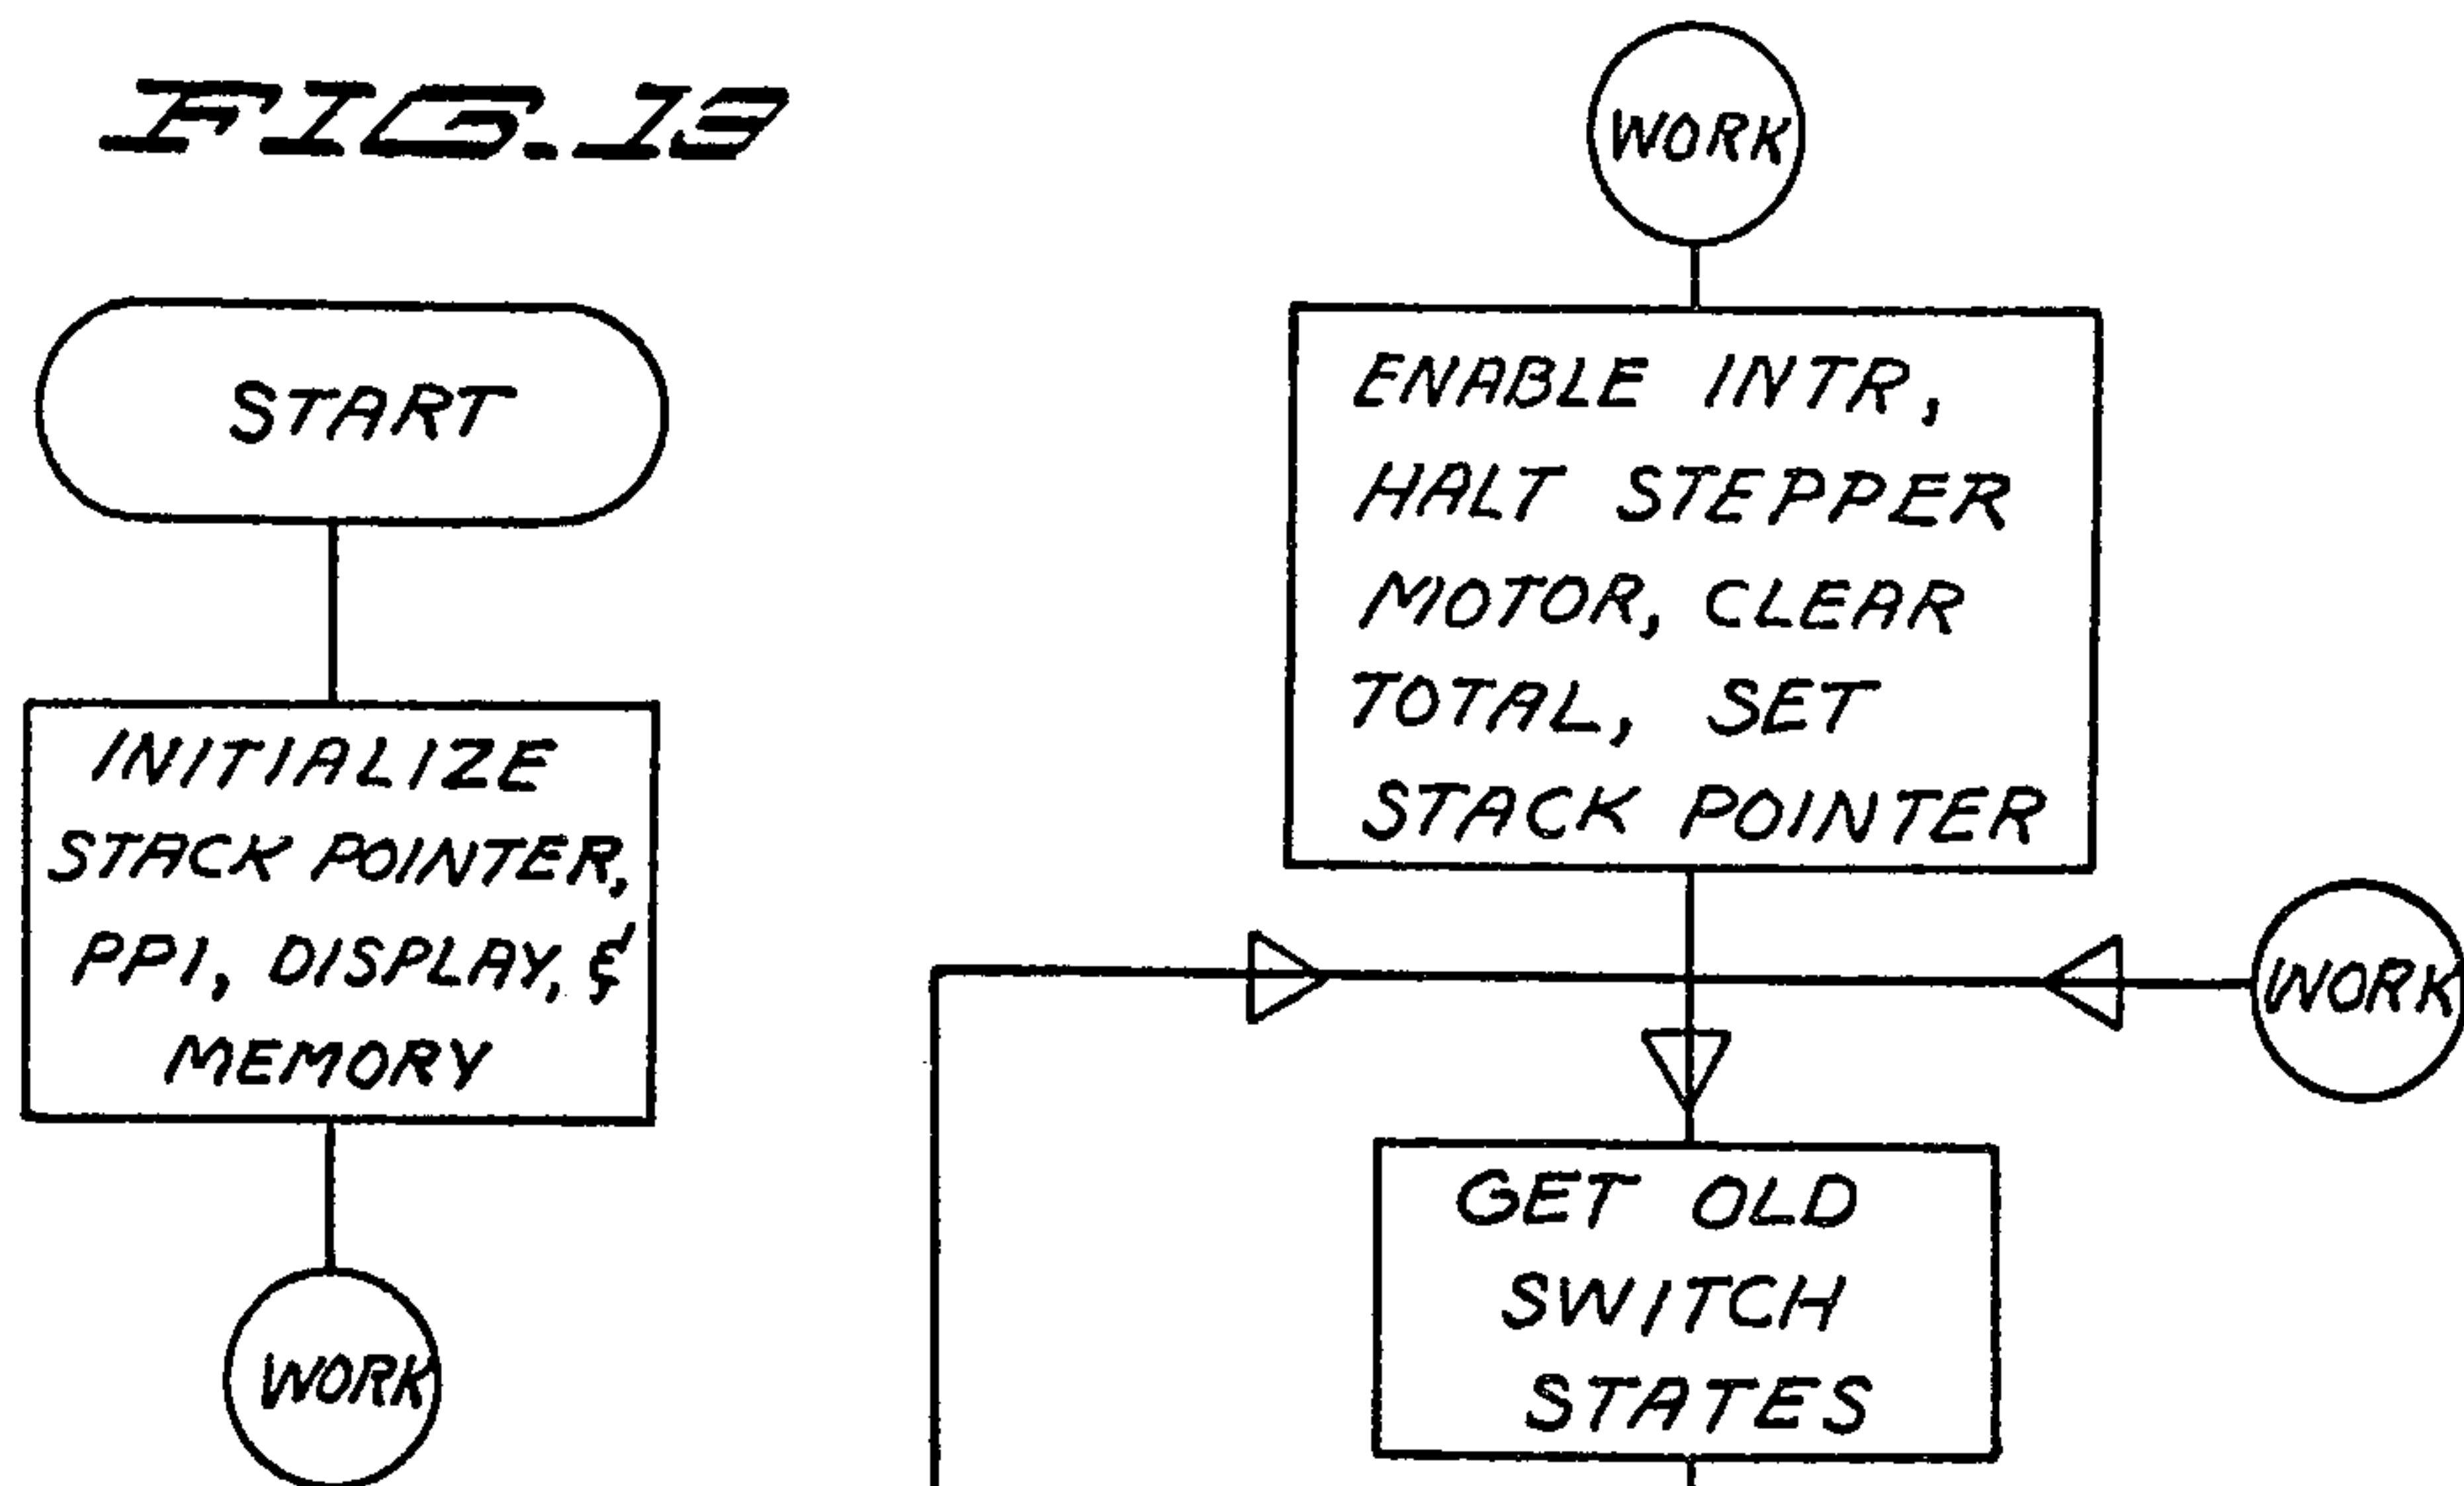 FIG. 13
START
INITIALIZE
STACK POINTER,
PPI, DISPLAY, &
MEMORY
WORK
WORK
ENABLE INTR,
HALT STEPPER
MOTOR, CLEAR
TOTAL, SET
STACK POINTER
WORK
GET OLD
SWITCH
STATES